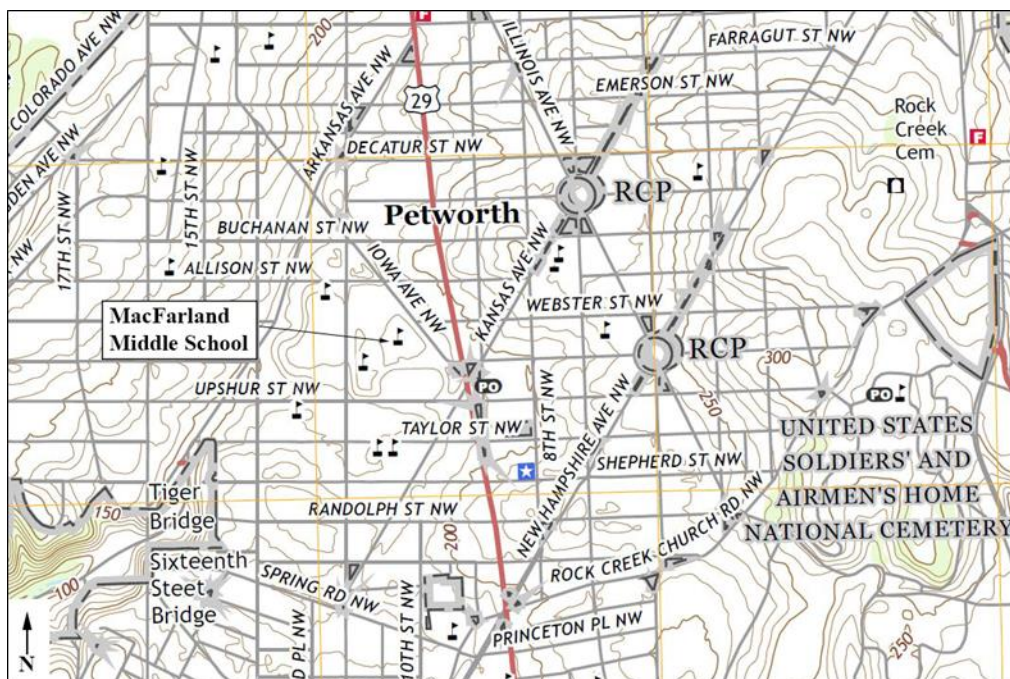 COLORADO AVE NW
200
F
ILLINOIS AVE NW
FARRAGUT ST NW
EMERSON ST NW
29
ARKANSAS AVE NW
DECATUR ST NW
Rock
Creek
Cem
F
DEN AVE NW
NW
17TH ST NW
15TH ST NW
RCP
Petworth
BUCHANAN ST NW
ALLISON ST NW
IOWA AVE NW
KANSAS AVE NW
WEBSTER ST NW
MacFarland
Middle School
RCP
300
UPSHUR ST NW
PO
PO
250
TAYLOR ST NW
8TH ST NW
NEW HAMPSHIRE AVE NW
SHEPHERD ST NW
UNITED STATES
SOLDIERS' AND
AIRMEN'S HOME
NATIONAL CEMETERY
Tiger
Bridge
150
RANDOLPH ST NW
200
ROCK CREEK CHURCH RD NW
Sixteenth
Steet
Bridge
100
SPRING RD NW
10TH ST NW
D PL NW
PRINCETON PL NW
250
N